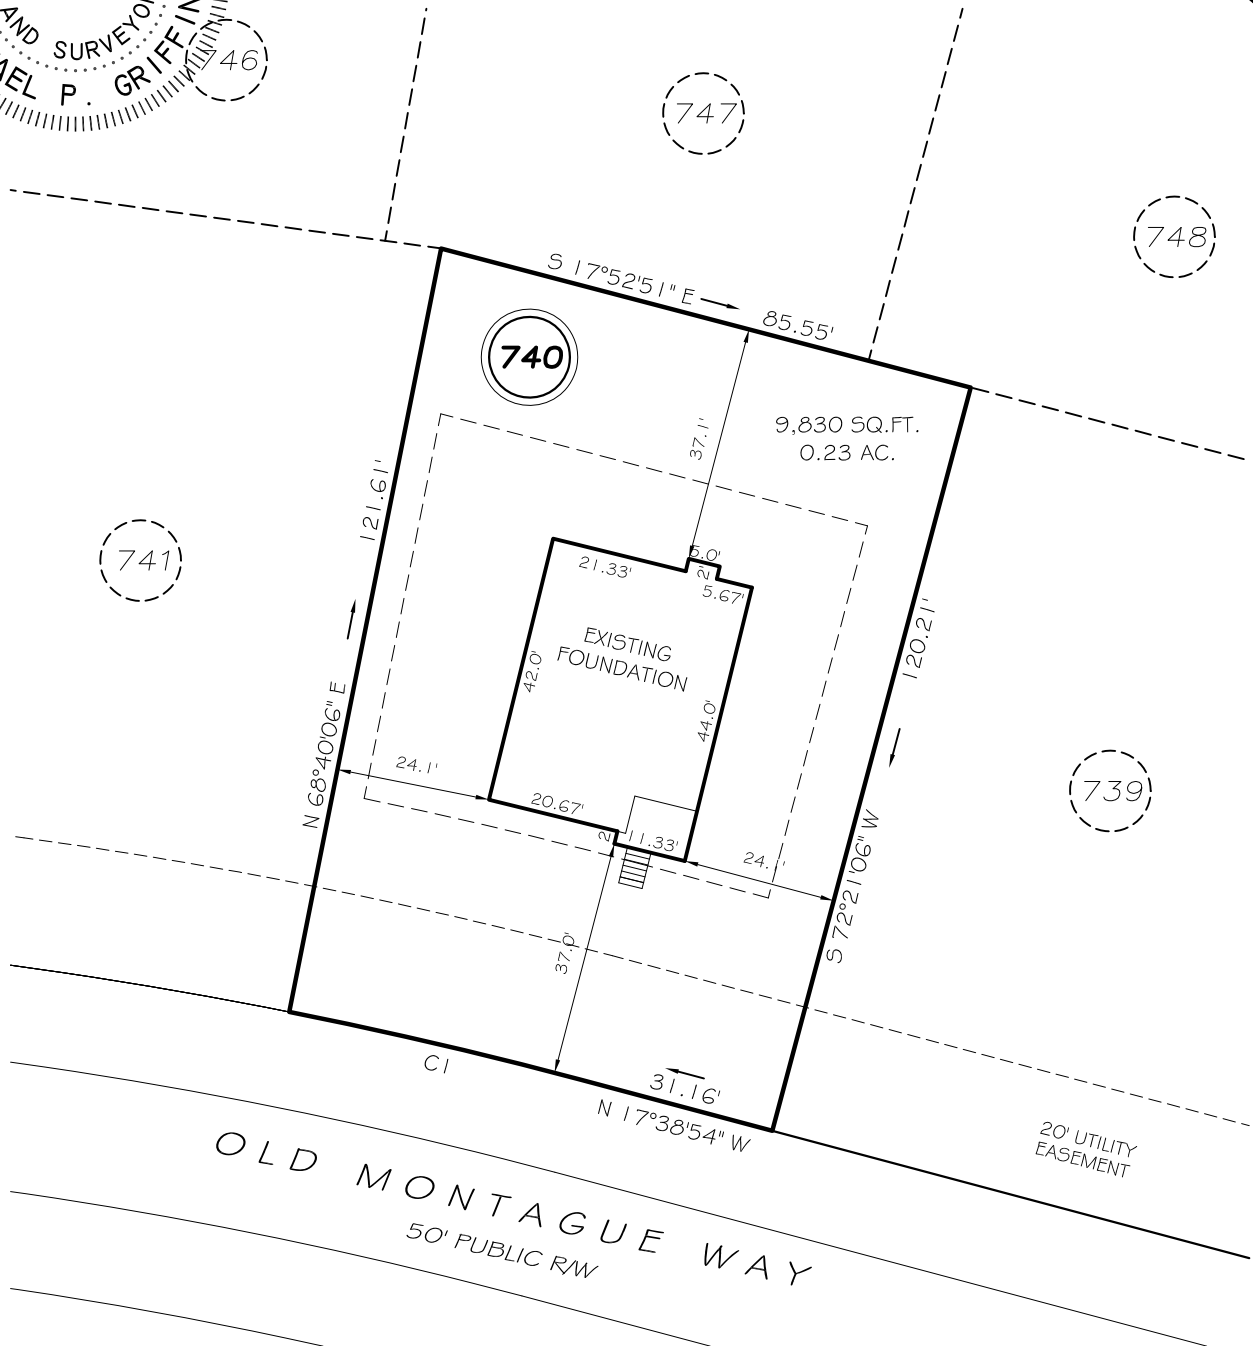 AND SURVEYO
AEL P. GRIFFIN
746
747
748
S 17°52'51" E
85.55'
740
9,830 SQ.FT.
0.23 AC.
37.1'
121.61'
741
5.0'
2'
21.33'
5.67'
EXISTING
FOUNDATION
42.0'
44.0'
120.21'
N 68°40'06" E
24.1'
20.67'
2'
11.33'
24.1'
739
S 72°21'06" W
37.0'
C1
31.16'
N 17°38'54" W
20' UTILITY
EASEMENT
OLD MONTAGUE WAY
50' PUBLIC R/W